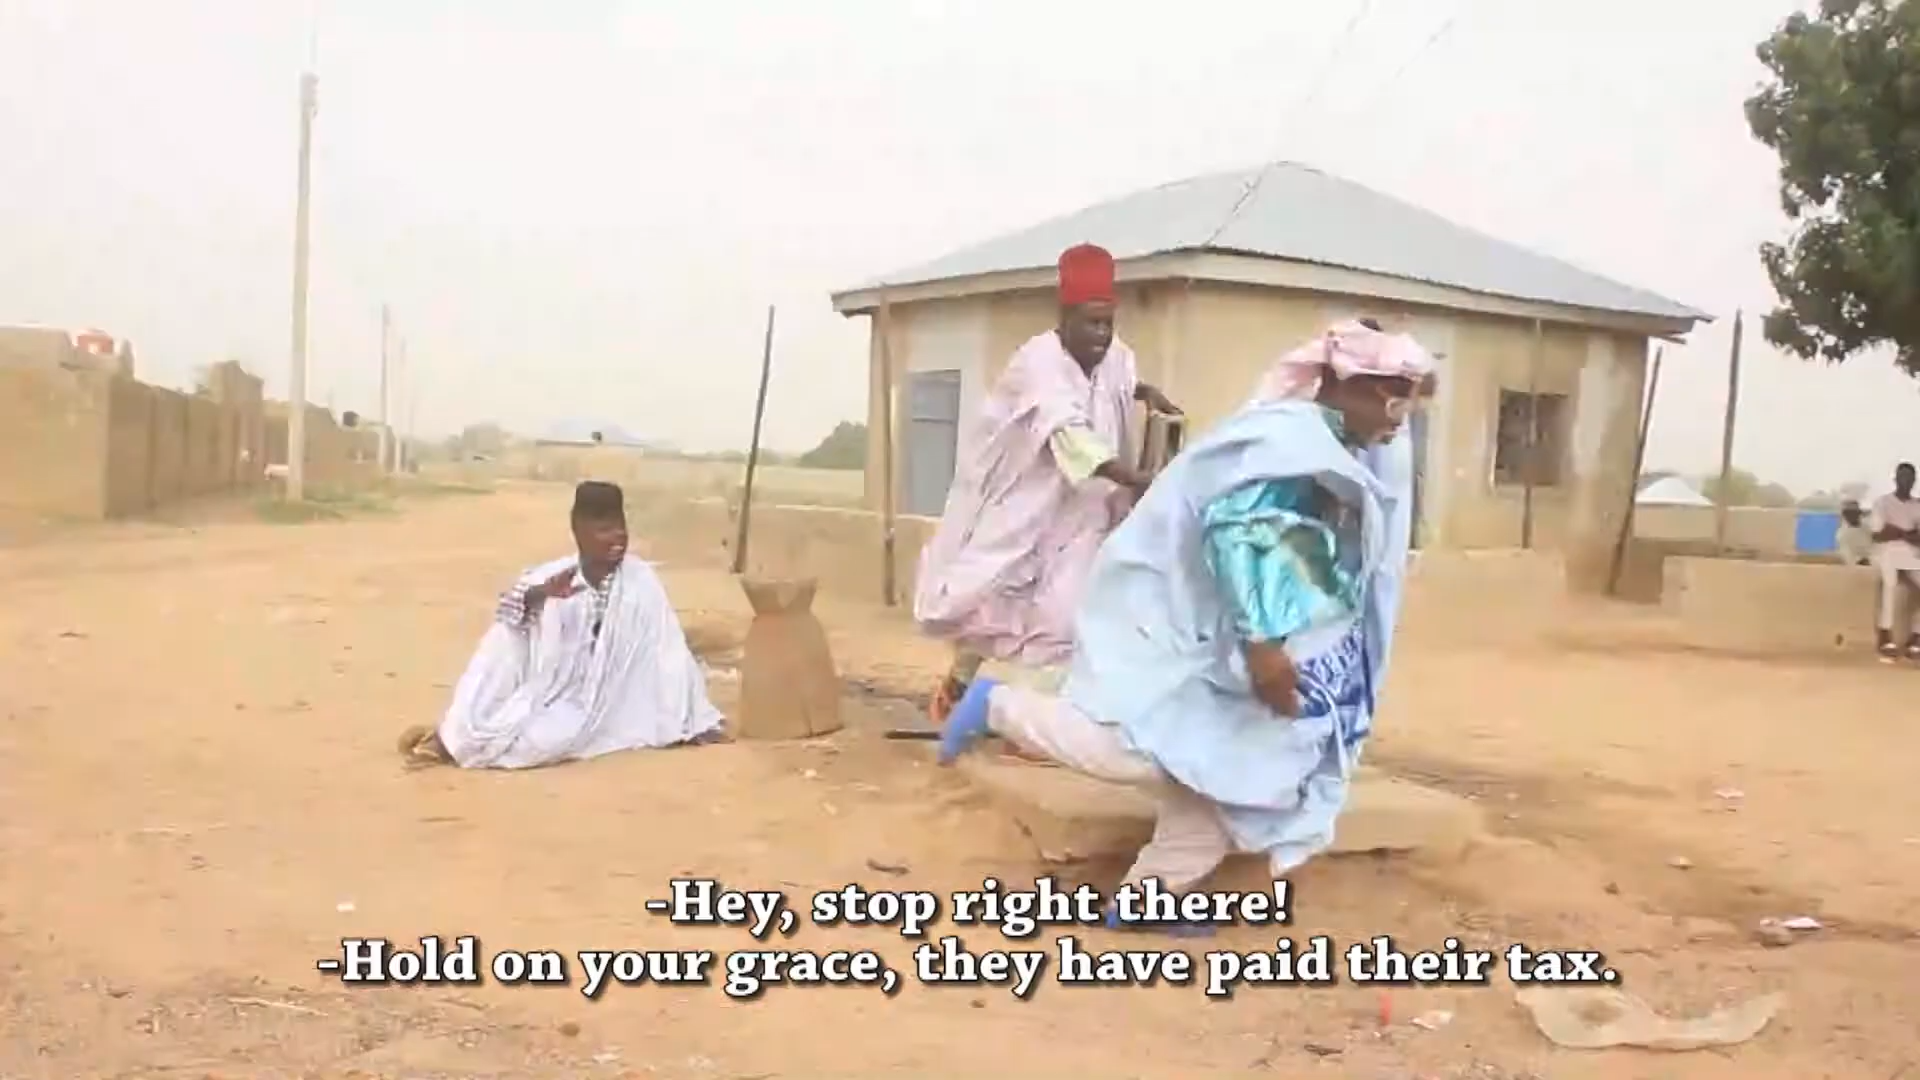 -Hey, stop right there!
-Hold on your grace, they have paid their tax.